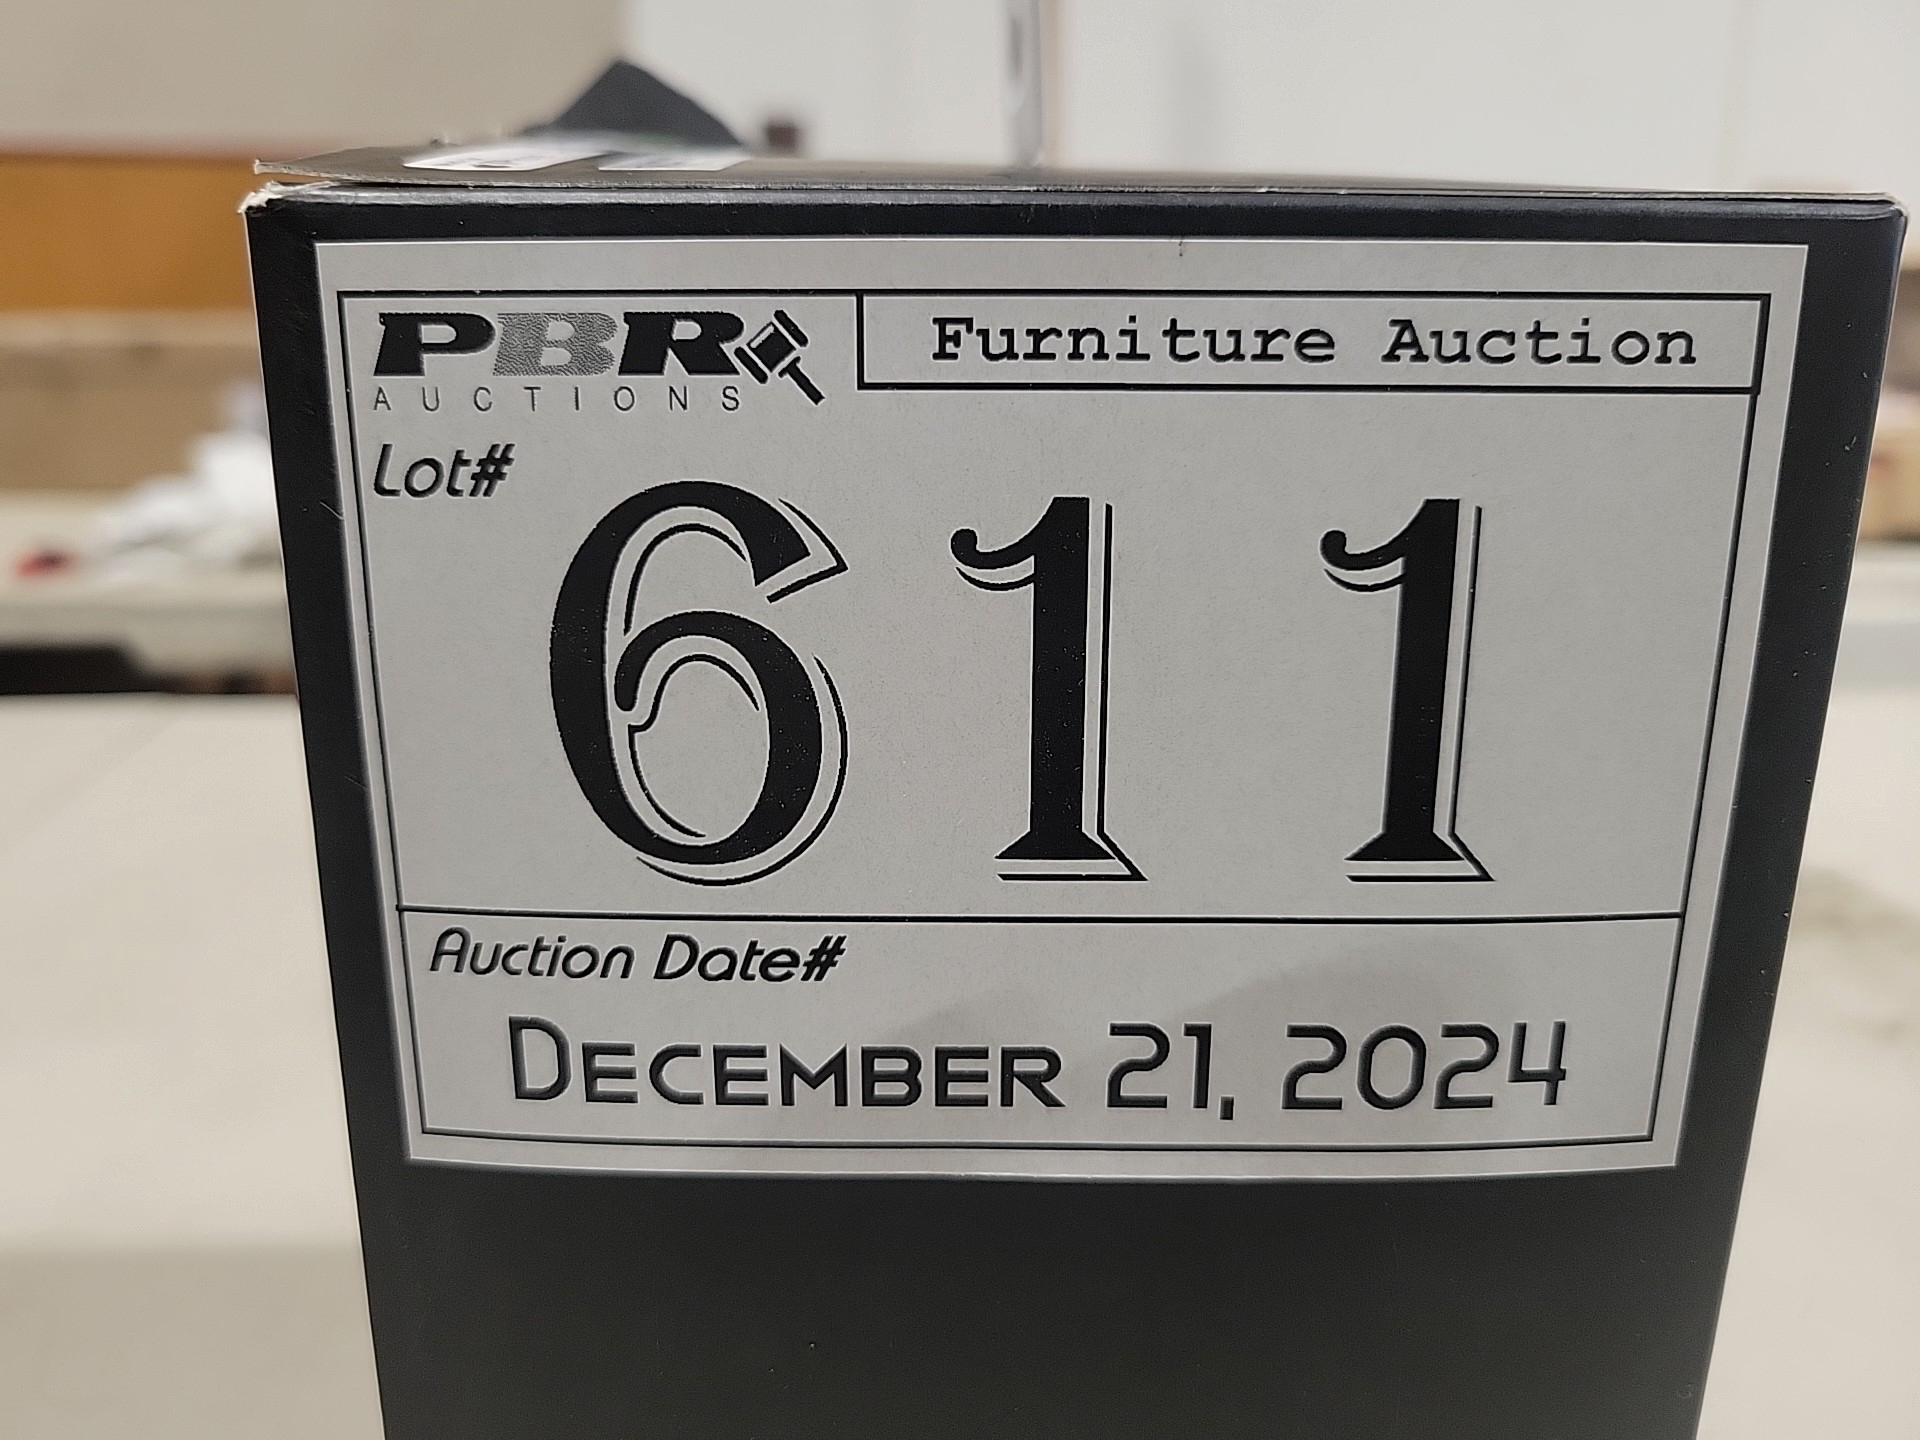 PBR
AUCTIONS
Furniture Auction
Lot#
611
Auction Date#
DECEMBER 21, 2024